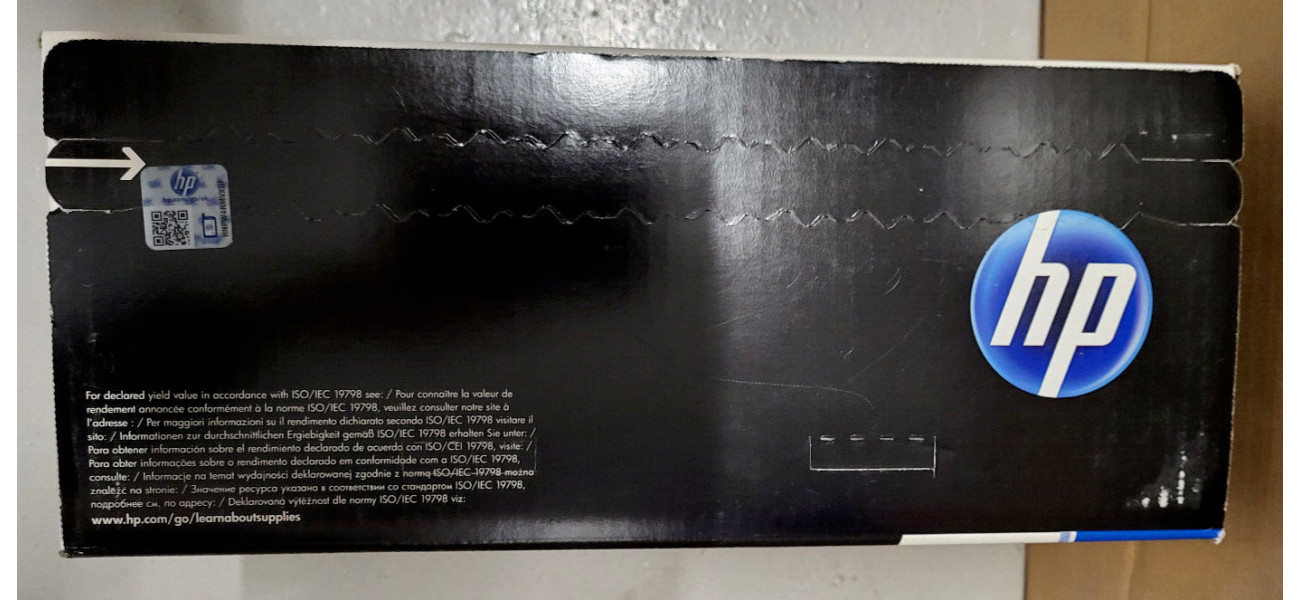 hp
hp
For declared yield value in accordance with ISO/IEC 19798 see: / Pour connaître la valeur de
rendement annoncée conformément à la norme ISO/IEC 19798, veuillez consulter notre site à
l'adresse : / Per maggiori informazioni su il rendimento dichiarato secondo ISO/IEC 19798 visitare il
sito: / Informationen zur durchschnittlichen Ergiebigkeit gemäß ISO/IEC 19798 erhalten Sie unter: /
Para obtener información sobre el rendimiento declarado de acuerdo con ISO/CEI 19798, visite: /
Para obter informações sobre o rendimento declarado em conformidade com a ISO/IEC 19798,
consulte: / Informacje na temat wydajności deklarowanej zgodnie z normą ISO/IEC 19798 można
znaleźć na stronie: / Значение ресурса указано в соответствии со стандартом ISO/IEC 19798,
подробнее см. по адресу: / Deklarovaná výtěžnost dle normy ISO/IEC 19798 viz:
www.hp.com/go/learnaboutsupplies